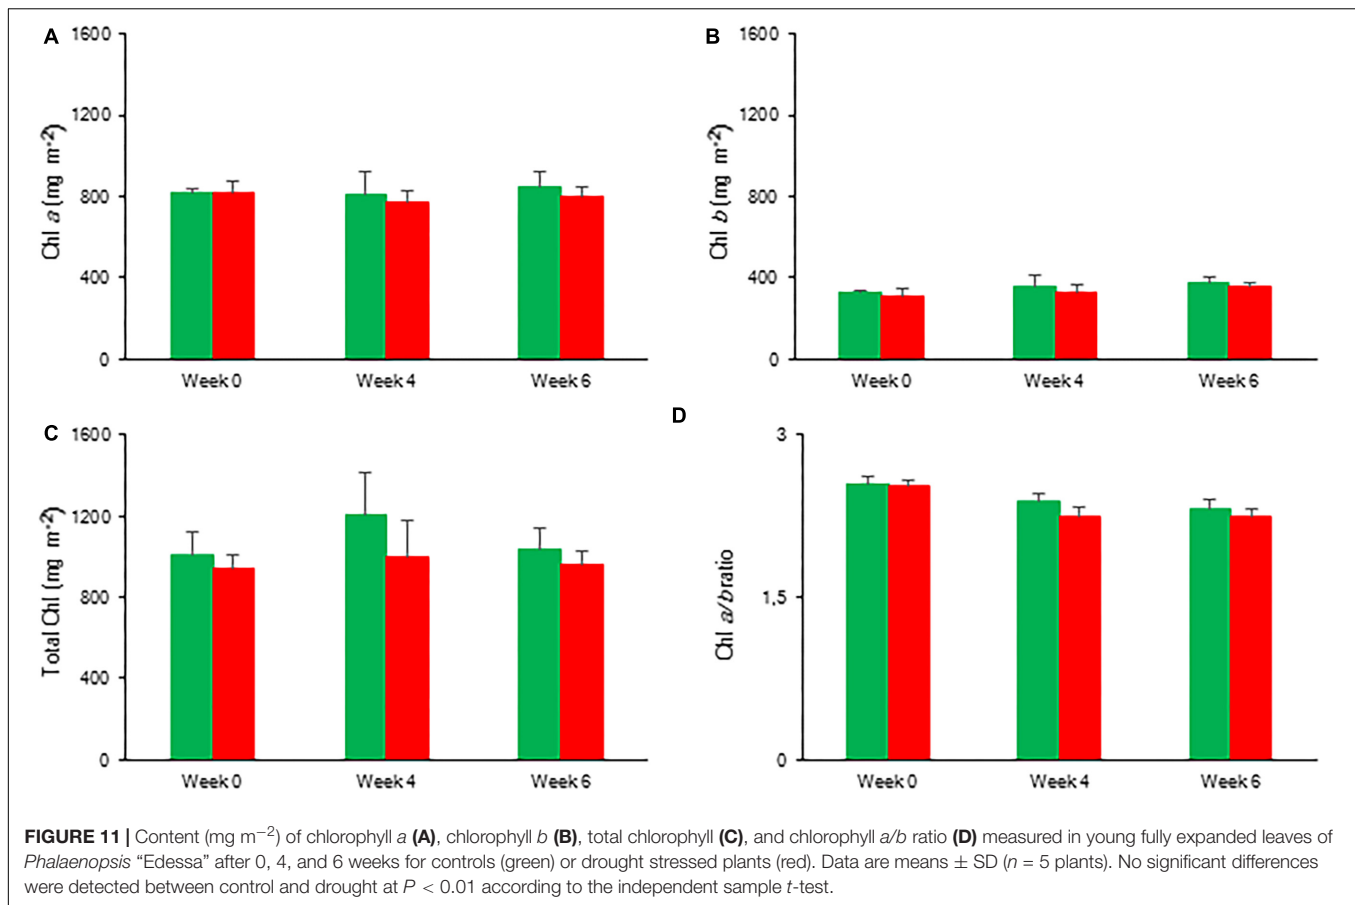 A
1600
1200
800
400
0
Chl a (mg m-2)
Week 0
Week 4
Week 6
B
1600
1200
800
400
0
Chl b (mg m-2)
Week 0
Week 4
Week 6
C
1600
1200
800
400
0
Total Chl (mg m-2)
Week 0
Week 4
Week 6
D
3
1,5
0
Chl a/b ratio
Week 0
Week 4
Week 6
FIGURE 11 | Content (mg m−2) of chlorophyll a (A), chlorophyll b (B), total chlorophyll (C), and chlorophyll a/b ratio (D) measured in young fully expanded leaves of
Phalaenopsis “Edessa” after 0, 4, and 6 weeks for controls (green) or drought stressed plants (red). Data are means ± SD (n = 5 plants). No significant differences
were detected between control and drought at P < 0.01 according to the independent sample t-test.